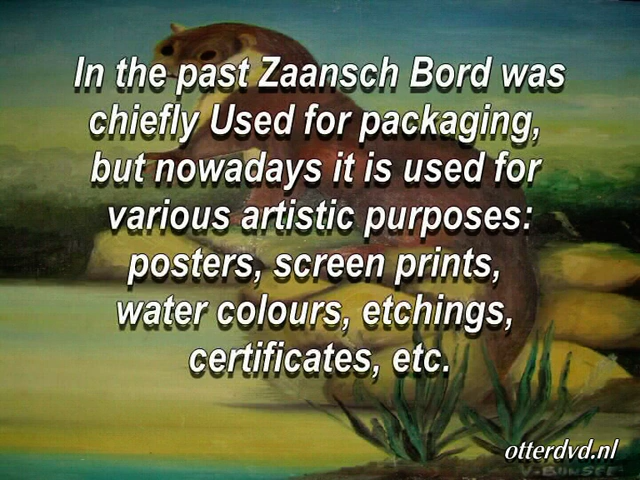 In the past Zaansch Bord was
chiefly Used for packaging,
but nowadays it is used for
various artistic purposes:
posters, screen prints,
water colours, etchings,
certificates, etc.
otterdvd.nl
V-BUNSEE